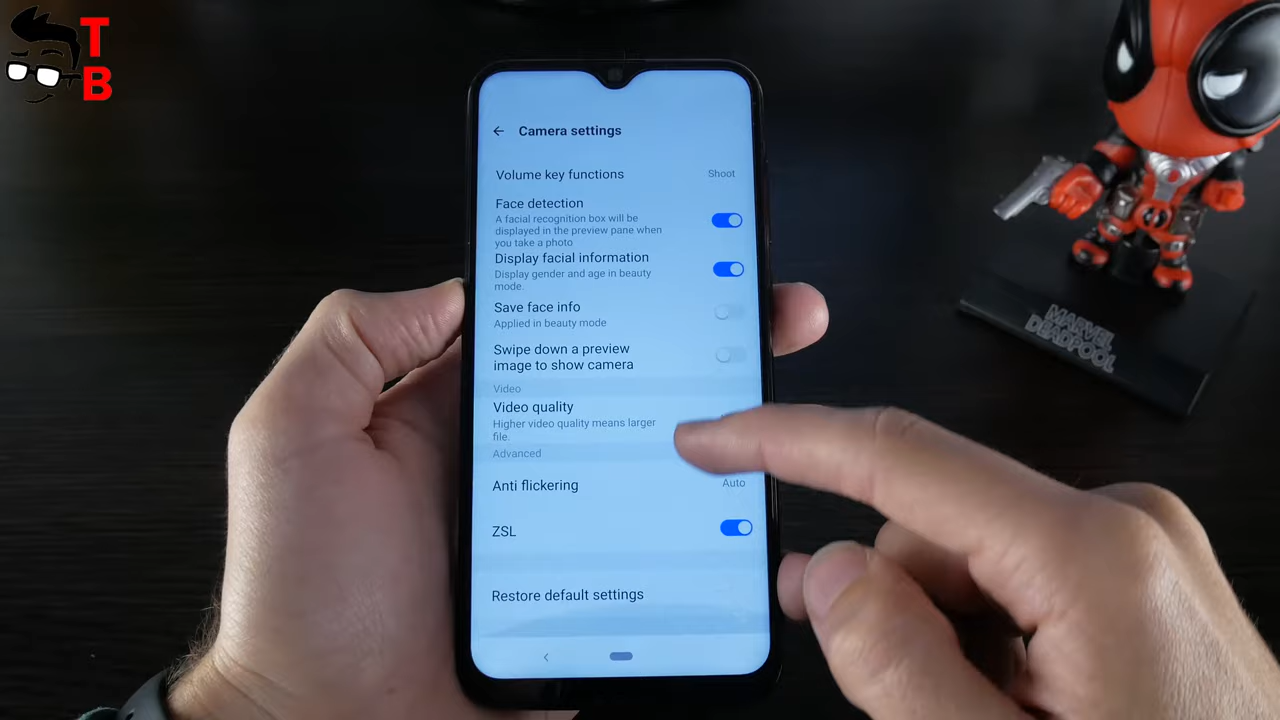 T
B
Camera settings
Volume key functions Shoot
Face detection
A facial recognition box will be
displayed in the preview pane when
you take a photo
Display facial information
Display gender and age in beauty
mode.
Save face info
Applied in beauty mode
Swipe down a preview
image to show camera
Video
Video quality
Higher video quality means larger
file.
Advanced
Anti flickering Auto
ZSL
Restore default settings
MARVEL
DEADPOOL